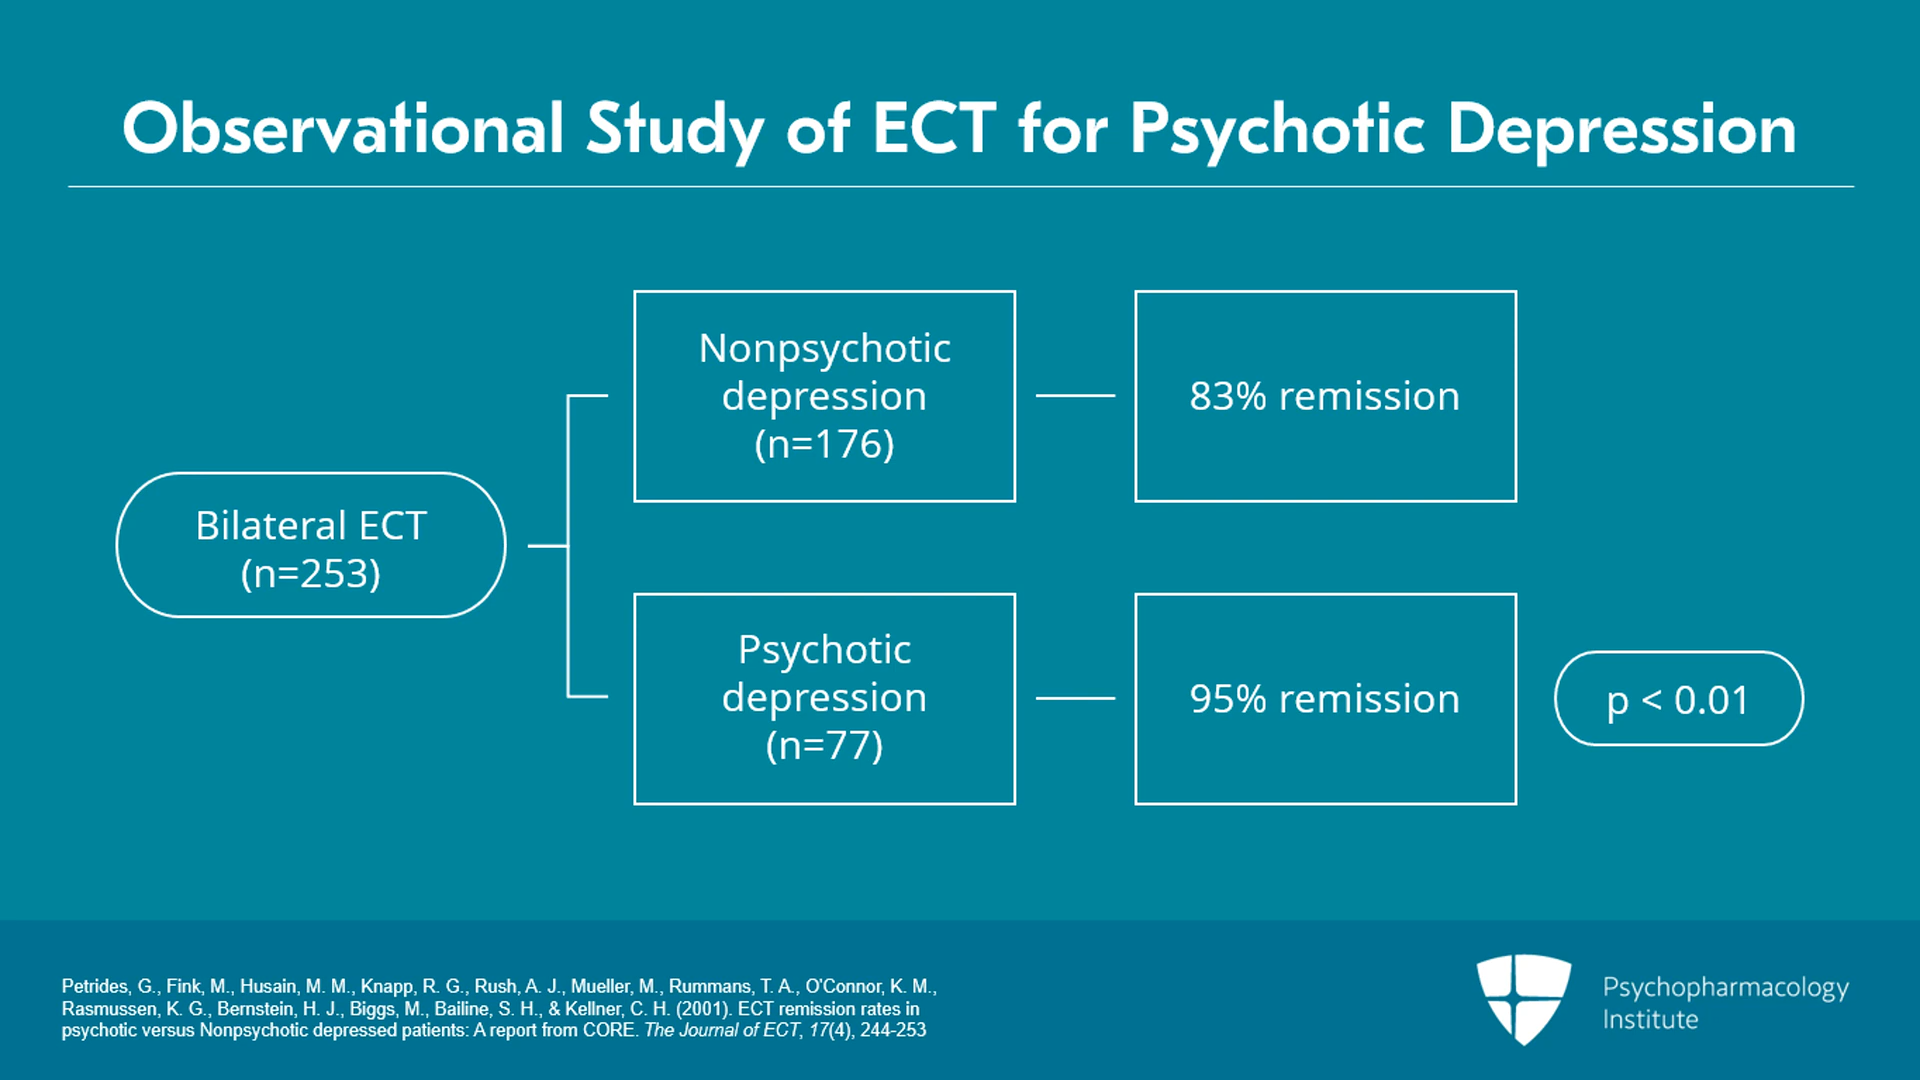 Observational Study of ECT for Psychotic Depression
Bilateral ECT
(n=253)
Nonpsychotic
depression
(n=176)
83% remission
Psychotic
depression
(n=77)
95% remission
p < 0.01
Petrides, G., Fink, M., Husain, M. M., Knapp, R. G., Rush, A. J., Mueller, M., Rummans, T. A., O'Connor, K. M.,
Rasmussen, K. G., Bernstein, H. J., Biggs, M., Bailine, S. H., & Kellner, C. H. (2001). ECT remission rates in
psychotic versus Nonpsychotic depressed patients: A report from CORE. The Journal of ECT, 17(4), 244-253
Psychopharmacology
Institute